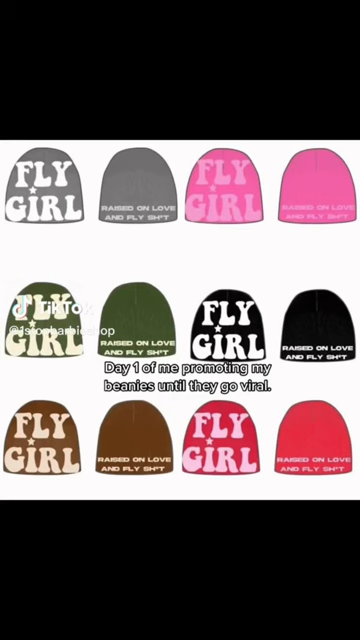 FLY
GIRL
RAISED ON LOVE
AND FLY SH*T
FLY
GIRL
RAISED ON LOVE
AND FLY SH*T
FLY
GIRL
TikTok
@1stopbarbieshop
RAISED ON LOVE
AND FLY SH*T
FLY
GIRL
RAISED ON LOVE
AND FLY SH*T
Day 1 of me promoting my
beanies until they go viral.
FLY
GIRL
RAISED ON LOVE
AND FLY SH*T
FLY
GIRL
RAISED ON LOVE
AND FLY SH*T